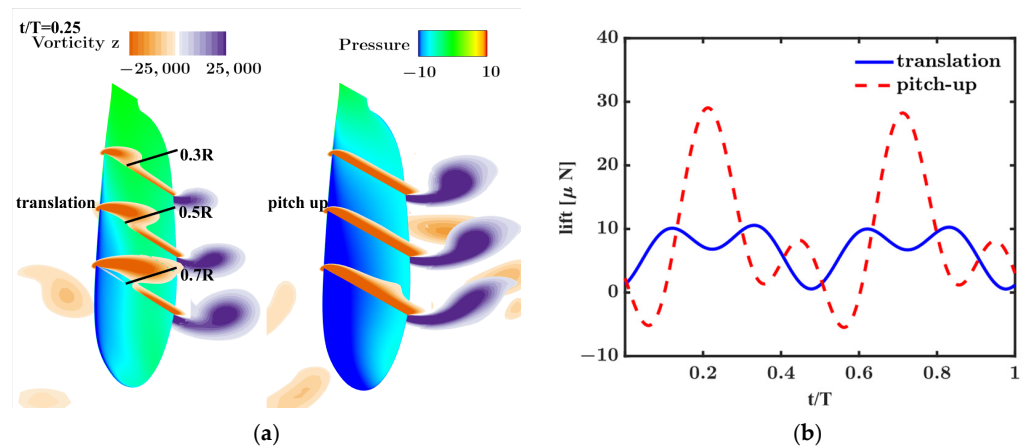 t/T=0.25
Vorticity z
−25,000 25,000
Pressure
−10 10
0.3R
translation
0.5R
0.7R
pitch up
(a)
40
30
20
10
0
−10
lift [μ N]
translation
pitch-up
0.2 0.4 0.6 0.8 1
t/T
(b)